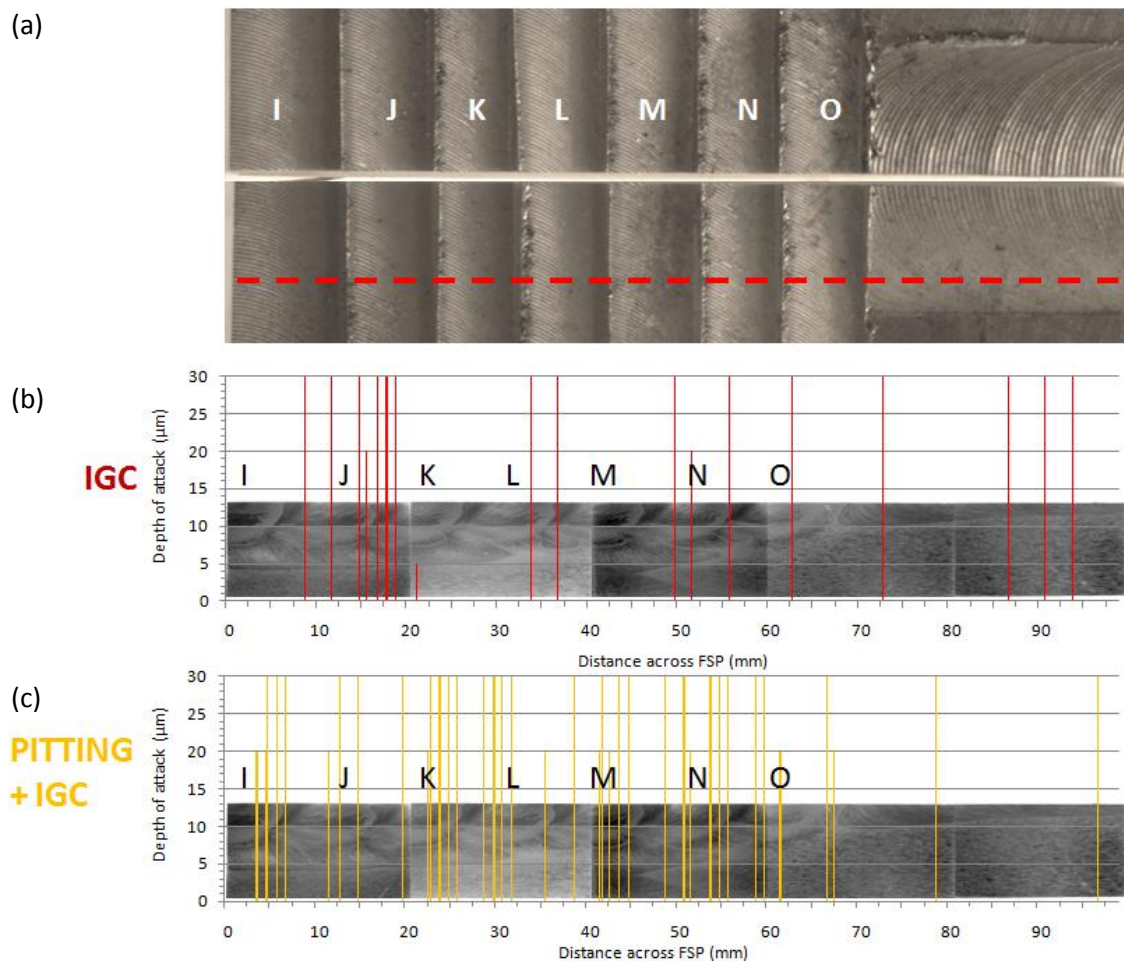 (a)
I J K L M N O
(b)
IGC
Depth of attack (µm)
30
25
20
15
10
5
0
I J K L M N O
0 10 20 30 40 50 60 70 80 90
Distance across FSP (mm)
(c)
PITTING
+ IGC
Depth of attack (µm)
30
25
20
15
10
5
0
I J K L M N O
0 10 20 30 40 50 60 70 80 90
Distance across FSP (mm)